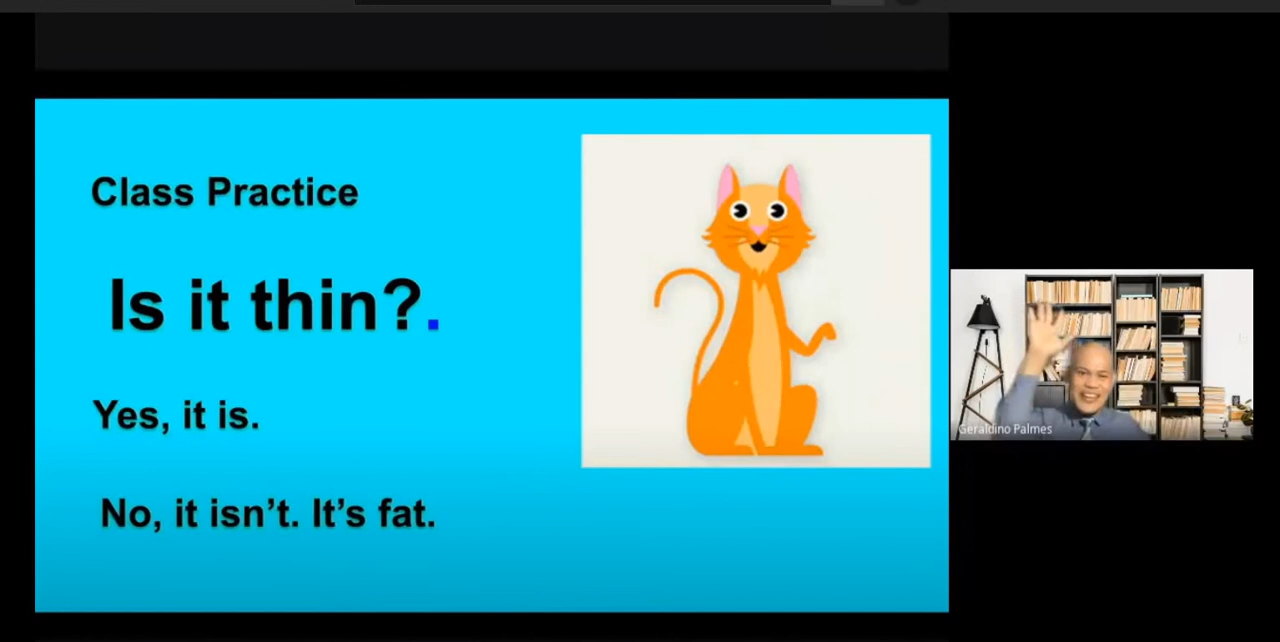 Class Practice
Is it thin?.
Yes, it is.
No, it isn’t. It’s fat.
Geraldino Palmes